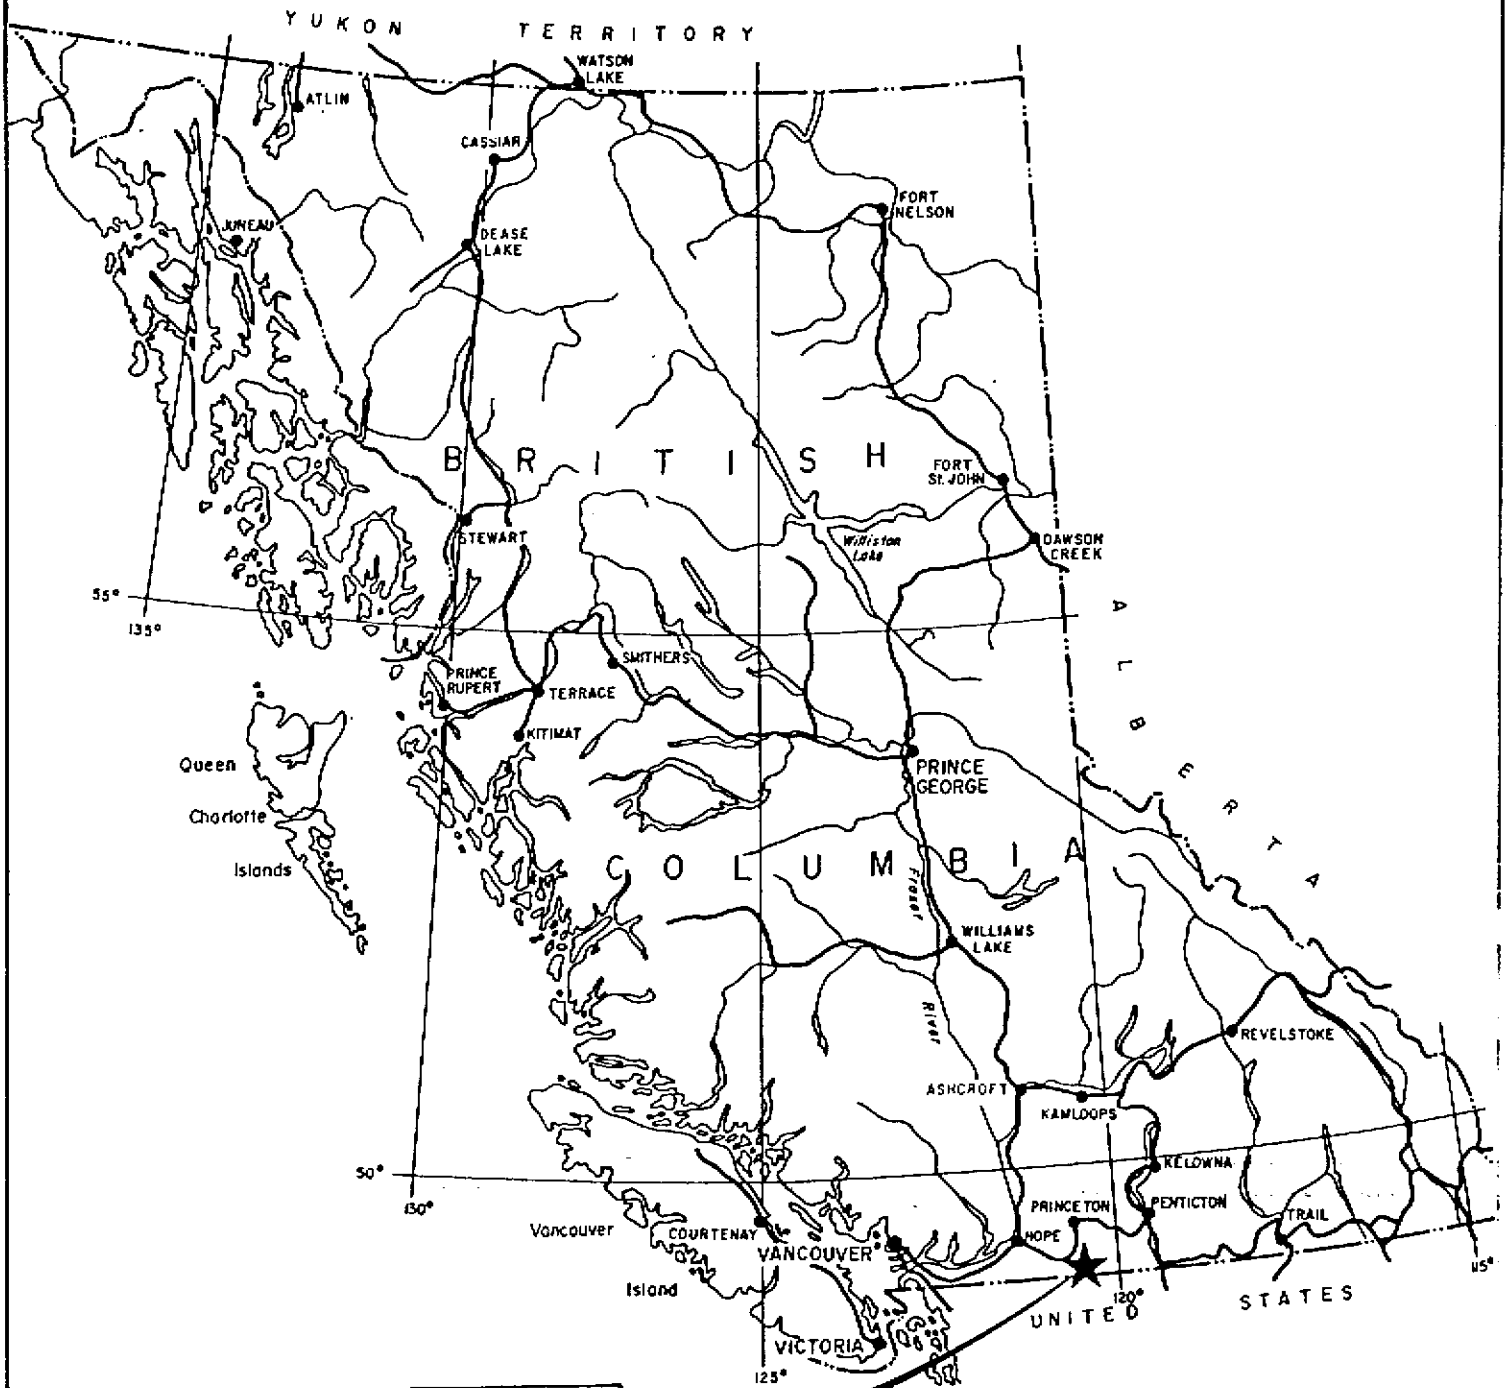 YUKON TERRITORY
WATSON
LAKE
ATLIN
CASSIAR
FORT
NELSON
JUNEAU
DEASE
LAKE
BRITISH
FORT
St. JOHN
STEWART
Williston
Lake
DAWSON
CREEK
55°
135°
ALBERTA
SMITHERS
PRINCE
RUPERT
TERRACE
KITIMAT
Queen
Charlotte
Islands
PRINCE
GEORGE
COLUMBIA
Fraser
River
WILLIAMS
LAKE
REVELSTOKE
ASHCROFT
KAMLOOPS
50°
130°
KELOWNA
PRINCETON
PENTICTON
TRAIL
Vancouver
Island
COURTENAY
VANCOUVER
HOPE
120°
115°
UNITED STATES
VICTORIA
125°